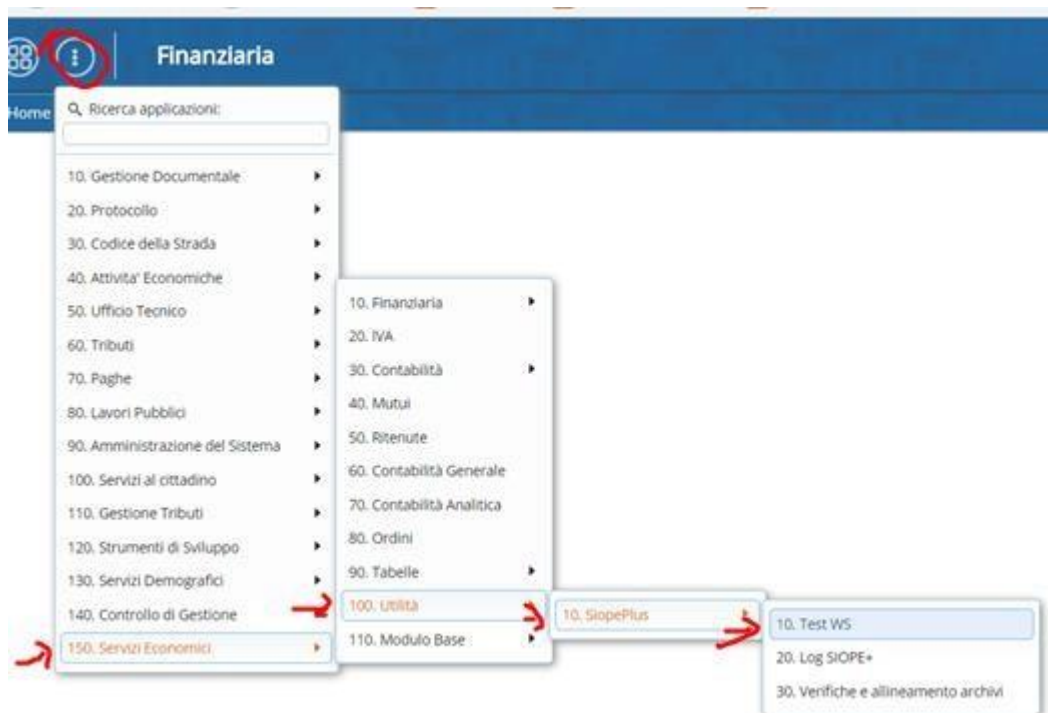 Finanziaria
Home
Ricerca applicazioni:
10. Gestione Documentale
20. Protocollo
30. Codice della Strada
40. Attivita' Economiche
50. Ufficio Tecnico
60. Tributi
70. Paghe
80. Lavori Pubblici
90. Amministrazione del Sistema
100. Servizi al cittadino
110. Gestione Tributi
120. Strumenti di Sviluppo
130. Servizi Demografici
140. Controllo di Gestione
150. Servizi Economici
10. Finanziaria
20. IVA
30. Contabilità
40. Mutui
50. Ritenute
60. Contabilità Generale
70. Contabilità Analitica
80. Ordini
90. Tabelle
100. Utilità
110. Modulo Base
10. SiopePlus
10. Test WS
20. Log SIOPE+
30. Verifiche e allineamento archivi